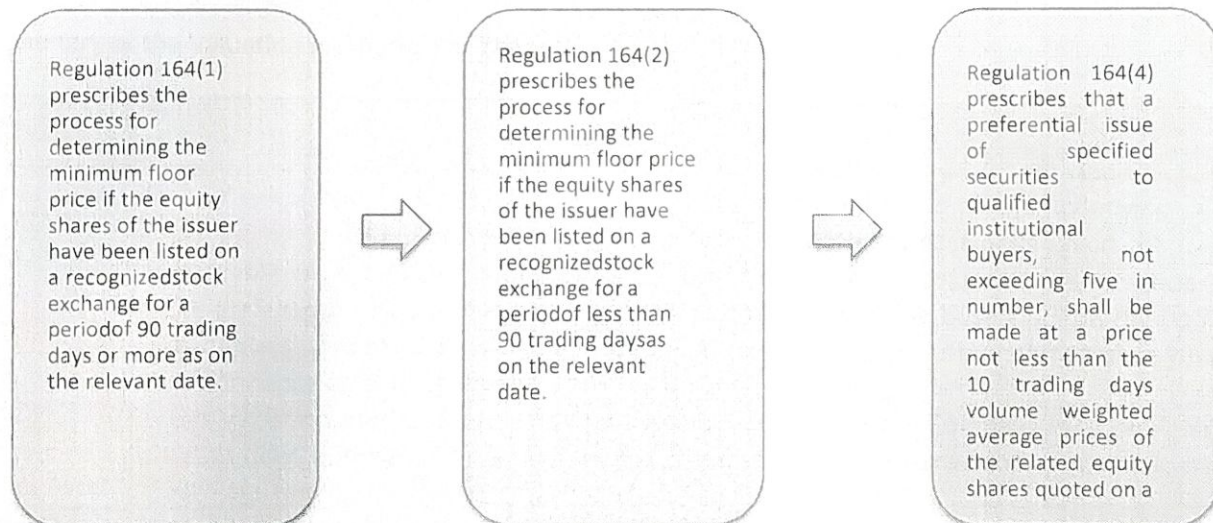 Regulation 164(1)
prescribes the
process for
determining the
minimum floor
price if the equity
shares of the issuer
have been listed on
a recognizedstock
exchange for a
periodof 90 trading
days or more as on
the relevant date.
Regulation 164(2)
prescribes the
process for
determining the
minimum floor price
if the equity shares
of the issuer have
been listed on a
recognizedstock
exchange for a
periodof less than
90 trading daysas
on the relevant
date.
Regulation 164(4)
prescribes that a
preferential issue
of specified
securities to
qualified
institutional
buyers, not
exceeding five in
number, shall be
made at a price
not less than the
10 trading days
volume weighted
average prices of
the related equity
shares quoted on a